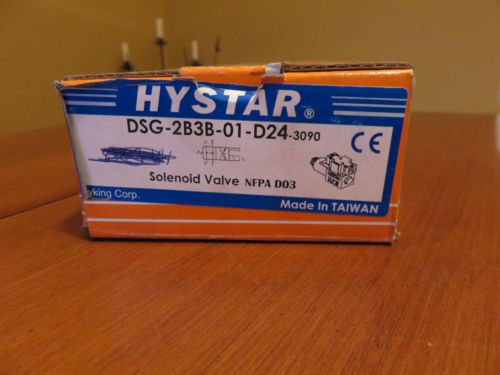 HYSTAR ®
DSG-2B3B-01-D24-3090
CE
Solenoid Valve NFPA D03
yking Corp.
Made In TAIWAN